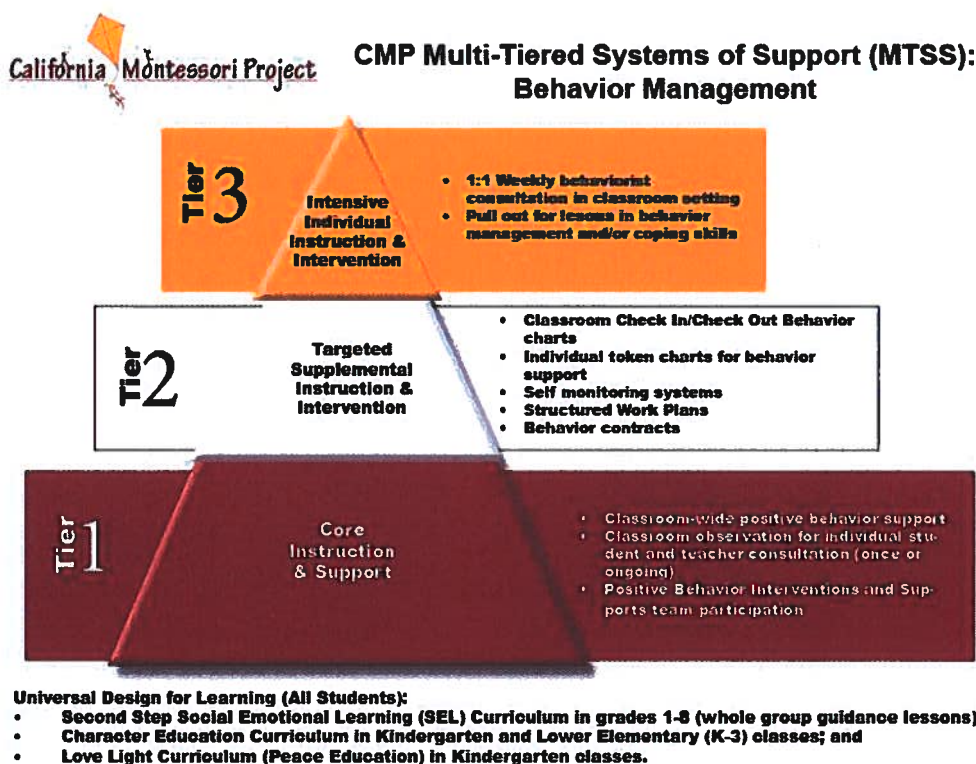 California Montessori Project
CMP Multi-Tiered Systems of Support (MTSS):
Behavior Management
Tier 3
Intensive
Individual
Instruction &
Intervention
• 1:1 Weekly behaviorist
consultation in classroom setting
• Pull out for lesons in behavior
management and/or coping skills
Tier 2
Targeted
Supplemental
Instruction &
Intervention
• Classroom Check In/Check Out Behavior
charts
• Individual token charts for behavior
support
• Self monitoring systems
• Structured Work Plans
• Behavior contracts
Tier 1
Core
Instruction
& Support
• Classroom-wide positive behavior support
• Classroom observation for individual stu-
dent and teacher consultation (once or
ongoing)
• Positive Behavior Interventions and Sup-
ports team participation
Universal Design for Learning (All Students):
• Second Step Social Emotional Learning (SEL) Curriculum in grades 1-8 (whole group guidance lessons)
• Character Education Curriculum in Kindergarten and Lower Elementary (K-3) classes; and
• Love Light Curriculum (Peace Education) in Kindergarten classes.